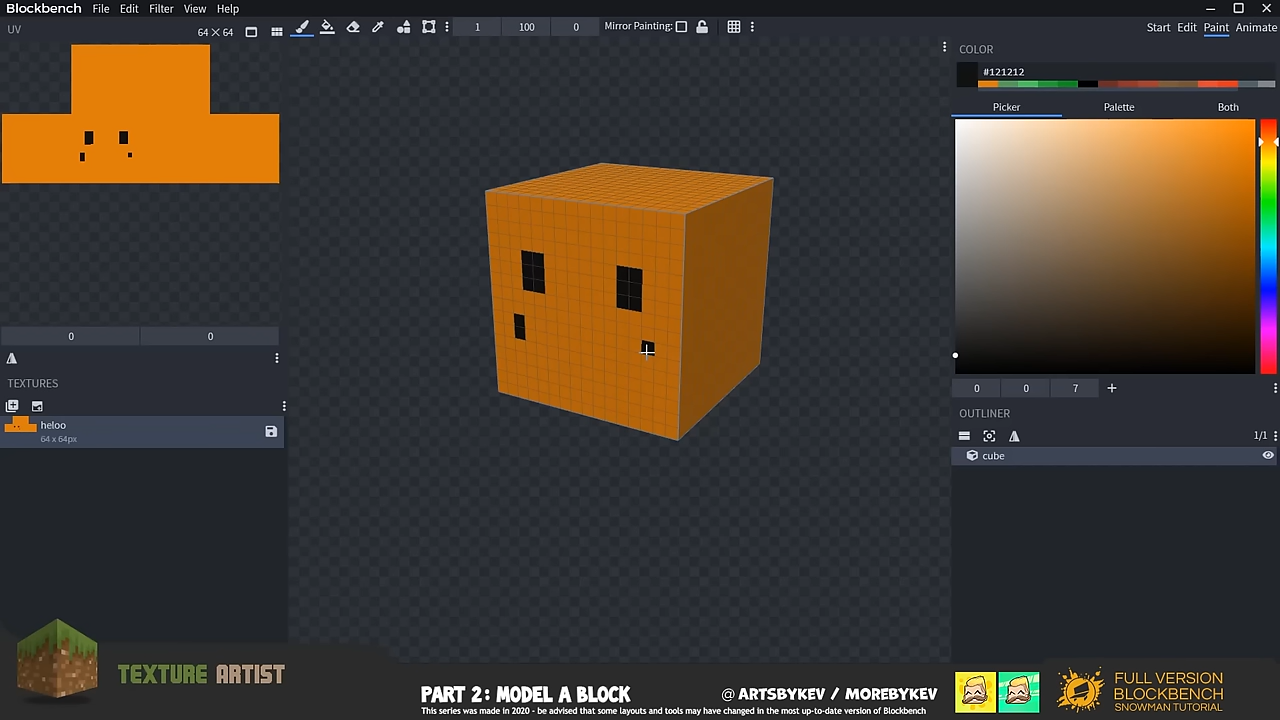 Blockbench File Edit Filter View Help
UV 64 × 64 1 100 0 Mirror Painting: Start Edit Paint Animate
COLOR
#121212
Picker Palette Both
0 0
0 0 7
TEXTURES
heloo
64 x 64px
OUTLINER
1/1
cube
TEXTURE ARTIST
PART 2: MODEL A BLOCK
@ARTSBYKEV / MOREBYKEV
This series was made in 2020 - be advised that some layouts and tools may have changed in the most up-to-date version of Blockbench
FULL VERSION
BLOCKBENCH
SNOWMAN TUTORIAL